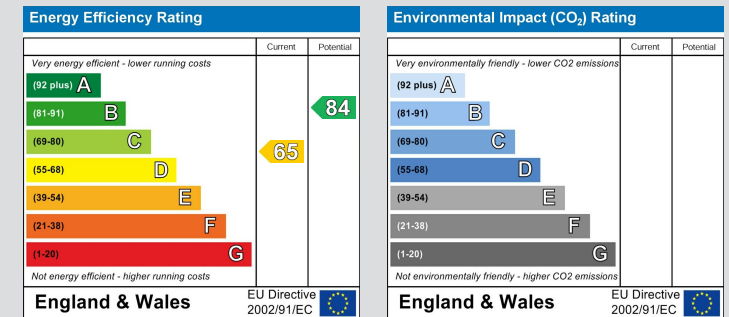 Energy Efficiency Rating
Current Potential
Very energy efficient - lower running costs
(92 plus) A
(81-91) B
84
(69-80) C
65
(55-68) D
(39-54) E
(21-38) F
(1-20) G
Not energy efficient - higher running costs
England & Wales
EU Directive
2002/91/EC
Environmental Impact (CO₂) Rating
Current Potential
Very environmentally friendly - lower CO2 emissions
(92 plus) A
(81-91) B
(69-80) C
(55-68) D
(39-54) E
(21-38) F
(1-20) G
Not environmentally friendly - higher CO2 emissions
England & Wales
EU Directive
2002/91/EC